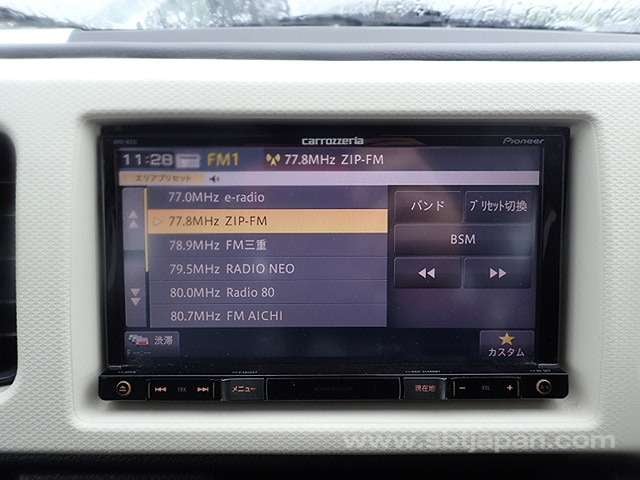 carrozzeria Pioneer
11:28 FM1 77.8MHz ZIP-FM
エリアプリセット
77.0MHz e-radio
77.8MHz ZIP-FM
78.9MHz FM三重
79.5MHz RADIO NEO
80.0MHz Radio 80
80.7MHz FM AICHI
バンド プリセット切換
BSM
渋滞
カスタム
TRK メニュー 現在地 − VOL +
www.sbtjapan.com